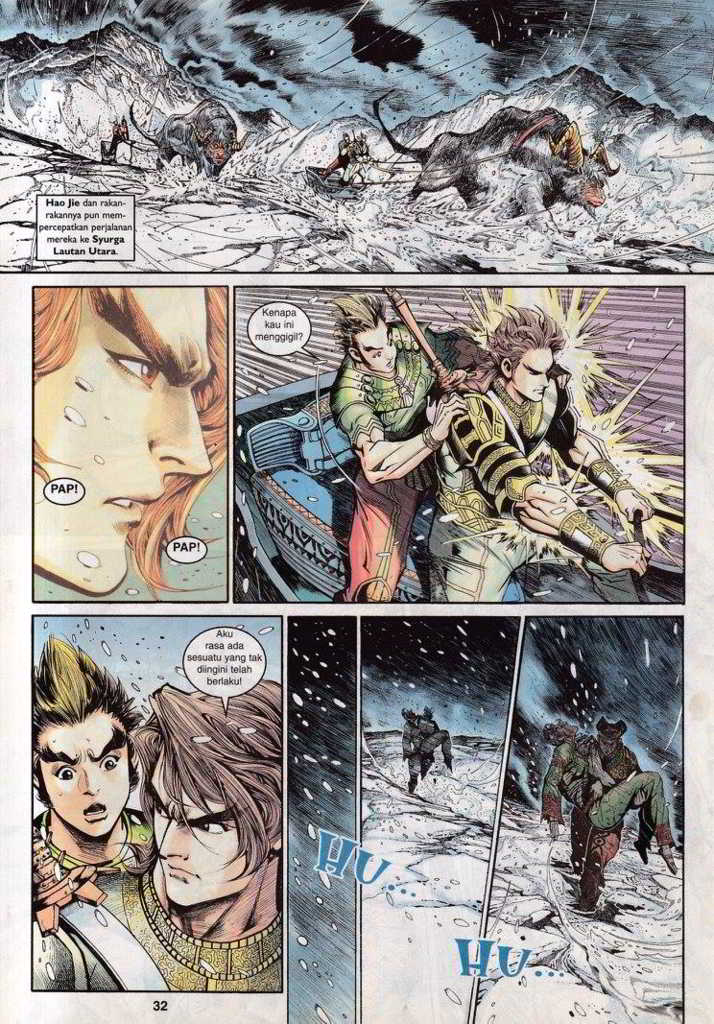 Hao Jie dan rakan-
rakannya pun mem-
percepatkan perjalanan
mereka ke Syurga
Lautan Utara.
PAP!
PAP!
Kenapa
kau ini
menggigil?
Aku
rasa ada
sesuatu yang tak
diingini telah
berlaku!
HU...
HU...
32